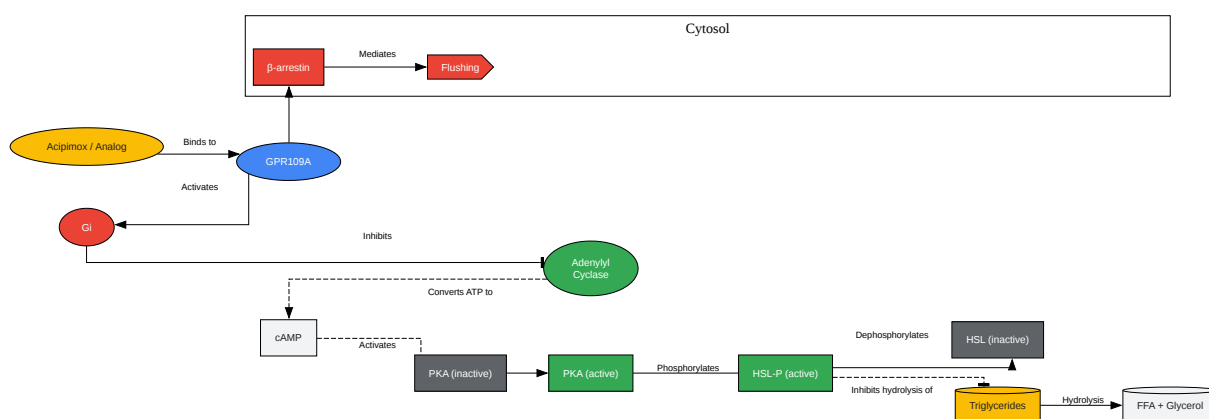 Cytosol
Mediates
β-arrestin
Flushing
Acipimox / Analog
Binds to
GPR109A
Activates
Gi
Inhibits
Adenylyl
Cyclase
Converts ATP to
cAMP
Activates
Dephosphorylates
HSL (inactive)
PKA (inactive)
PKA (active)
Phosphorylates
HSL-P (active)
Inhibits hydrolysis of
Triglycerides
Hydrolysis
FFA + Glycerol